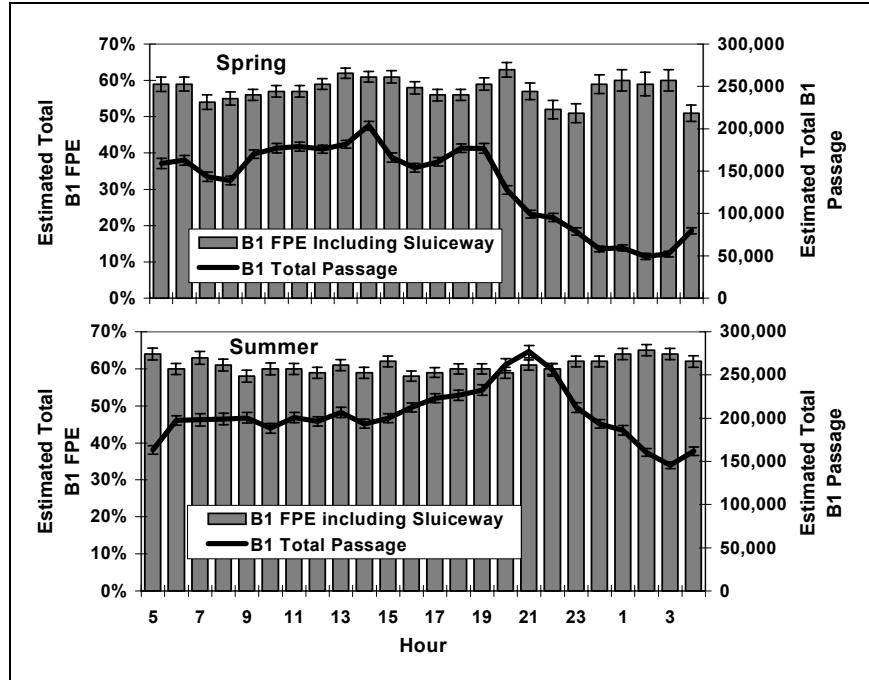 Spring
70%
60%
50%
40%
30%
20%
10%
0%
Estimated Total
B1 FPE
300,000
250,000
200,000
150,000
100,000
50,000
0
Estimated Total B1
Passage
B1 FPE Including Sluiceway
B1 Total Passage
Summer
70%
60%
50%
40%
30%
20%
10%
0%
Estimated Total
B1 FPE
300,000
250,000
200,000
150,000
100,000
50,000
0
Estimated Total
B1 Passage
B1 FPE including Sluiceway
B1 Total Passage
5 7 9 11 13 15 17 19 21 23 1 3
Hour